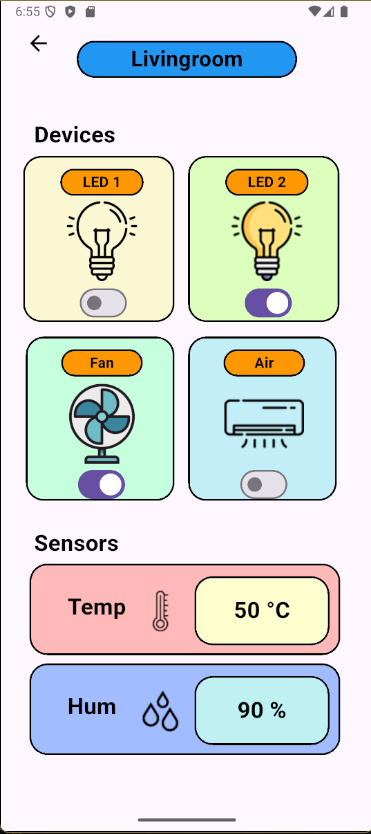 6:55
Livingroom
Devices
LED 1
LED 2
Fan
Air
Sensors
Temp
50 °C
Hum
90 %